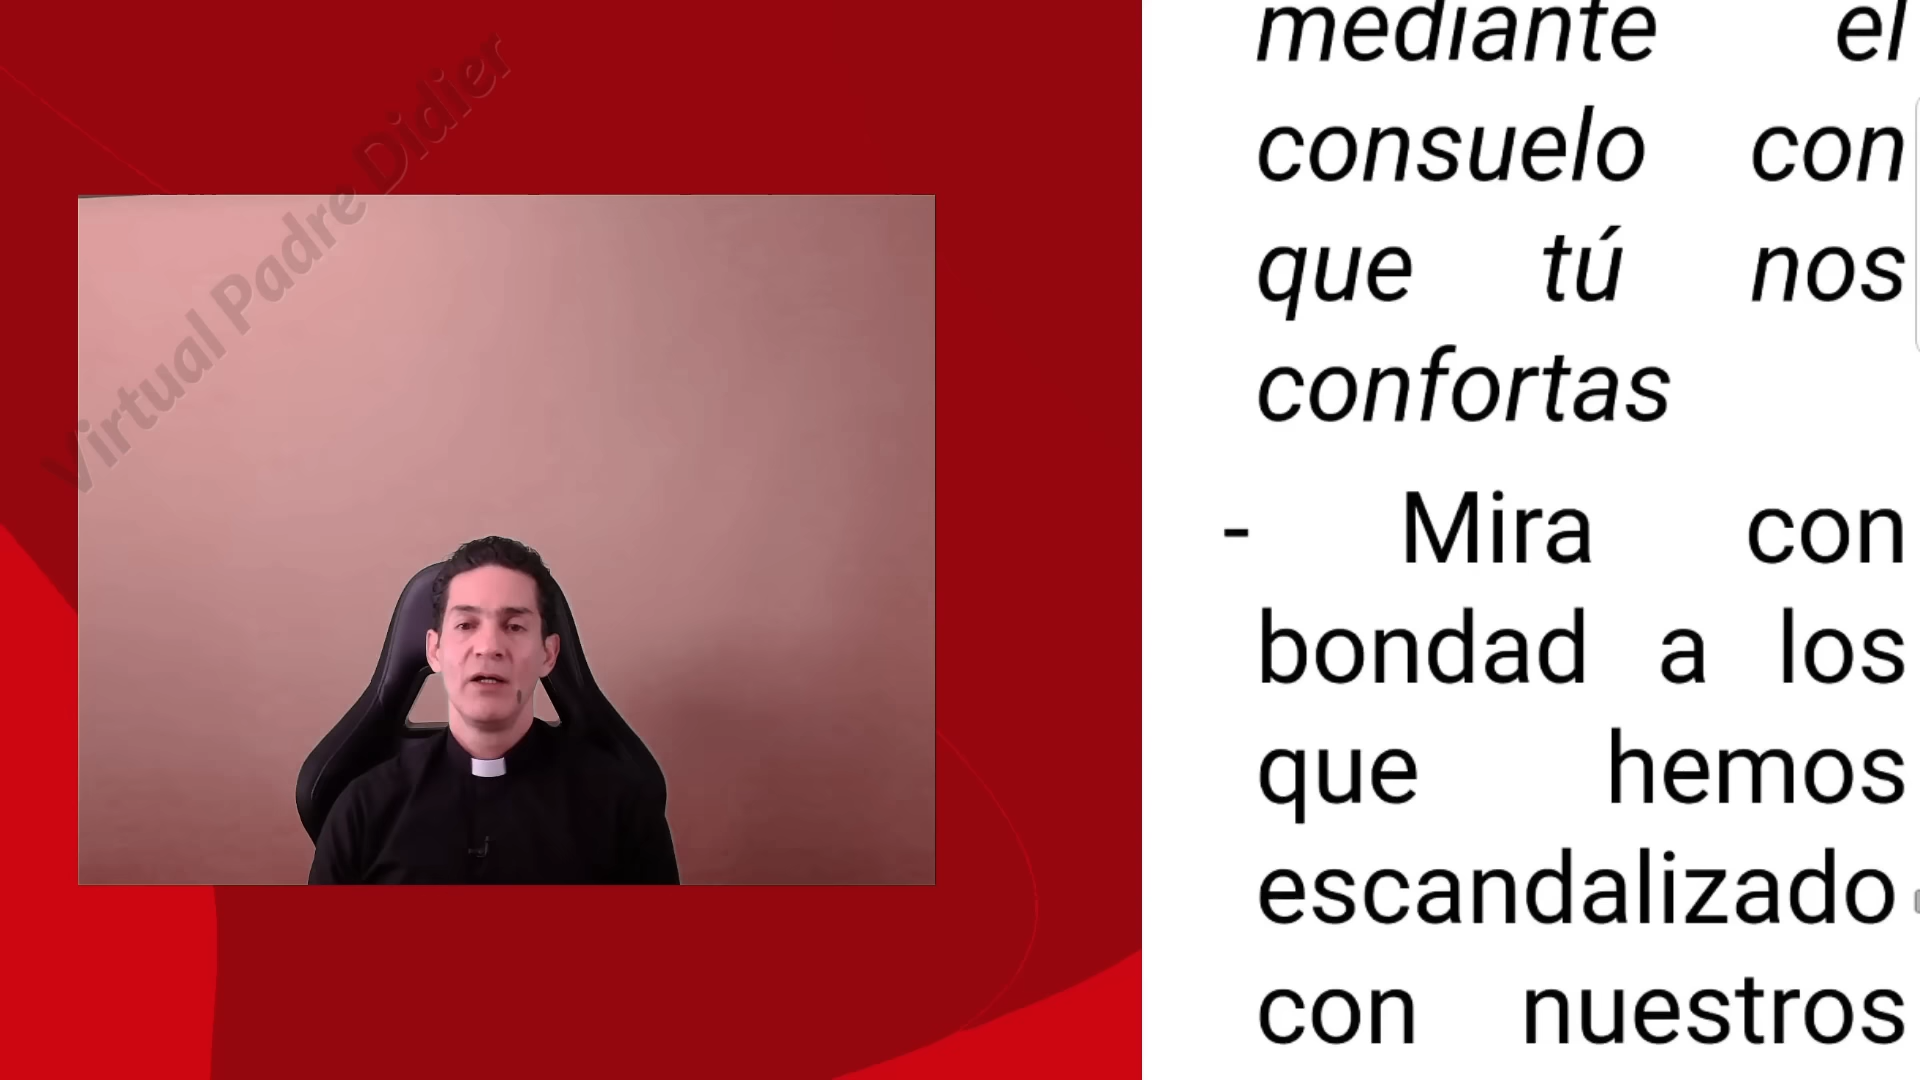 Virtual Padre Didier
mediante el
consuelo con
que tú nos
confortas
- Mira con
bondad a los
que hemos
escandalizado
con nuestros